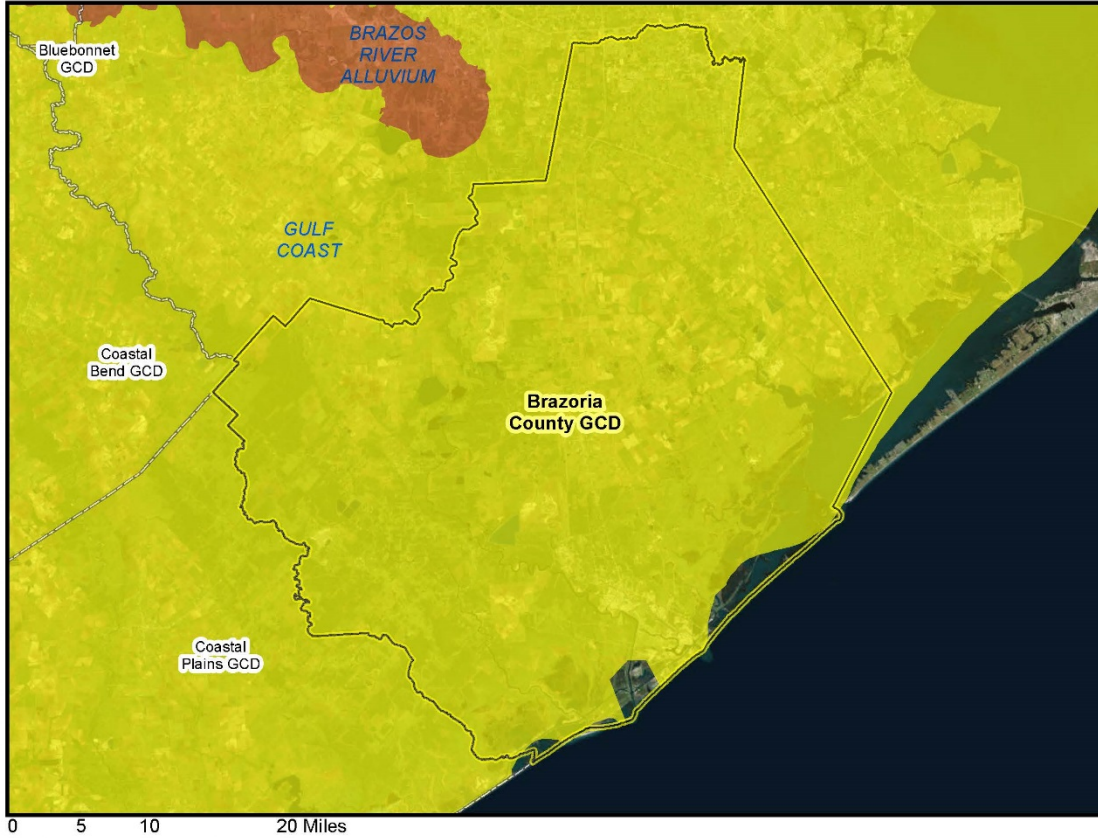 Bluebonnet
GCD
BRAZOS
RIVER
ALLUVIUM
GULF
COAST
Coastal
Bend GCD
Brazoria
County GCD
Coastal
Plains GCD
0 5 10 20 Miles